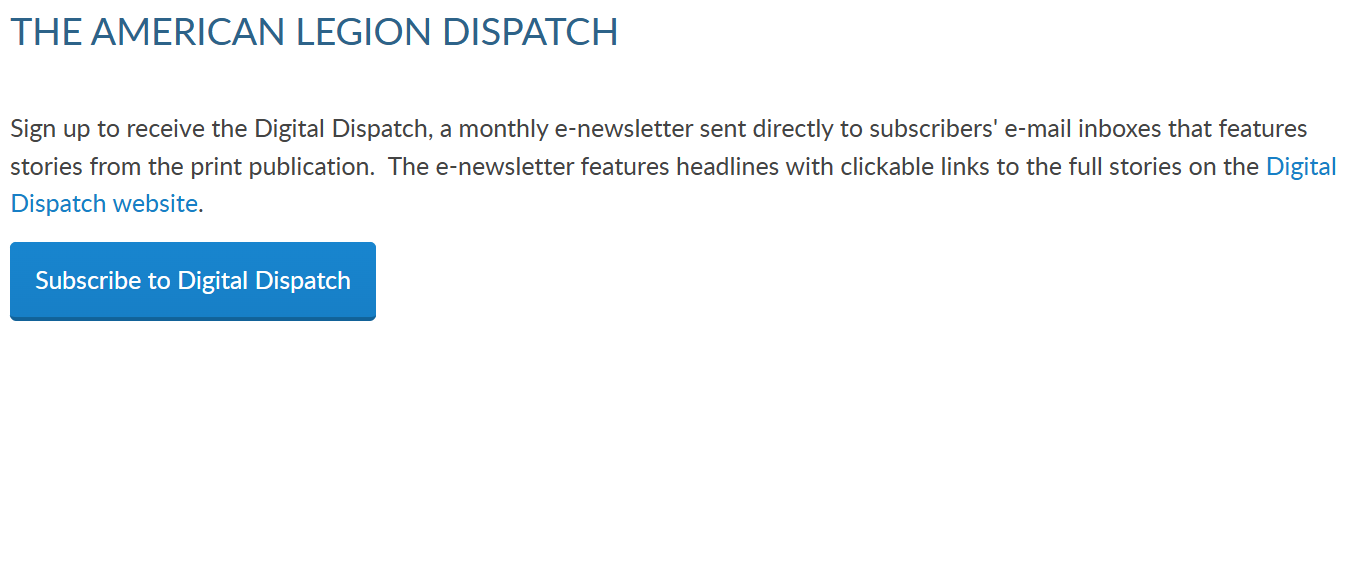 THE AMERICAN LEGION DISPATCH
Sign up to receive the Digital Dispatch, a monthly e-newsletter sent directly to subscribers' e-mail inboxes that features
stories from the print publication.  The e-newsletter features headlines with clickable links to the full stories on the Digital
Dispatch website.
Subscribe to Digital Dispatch